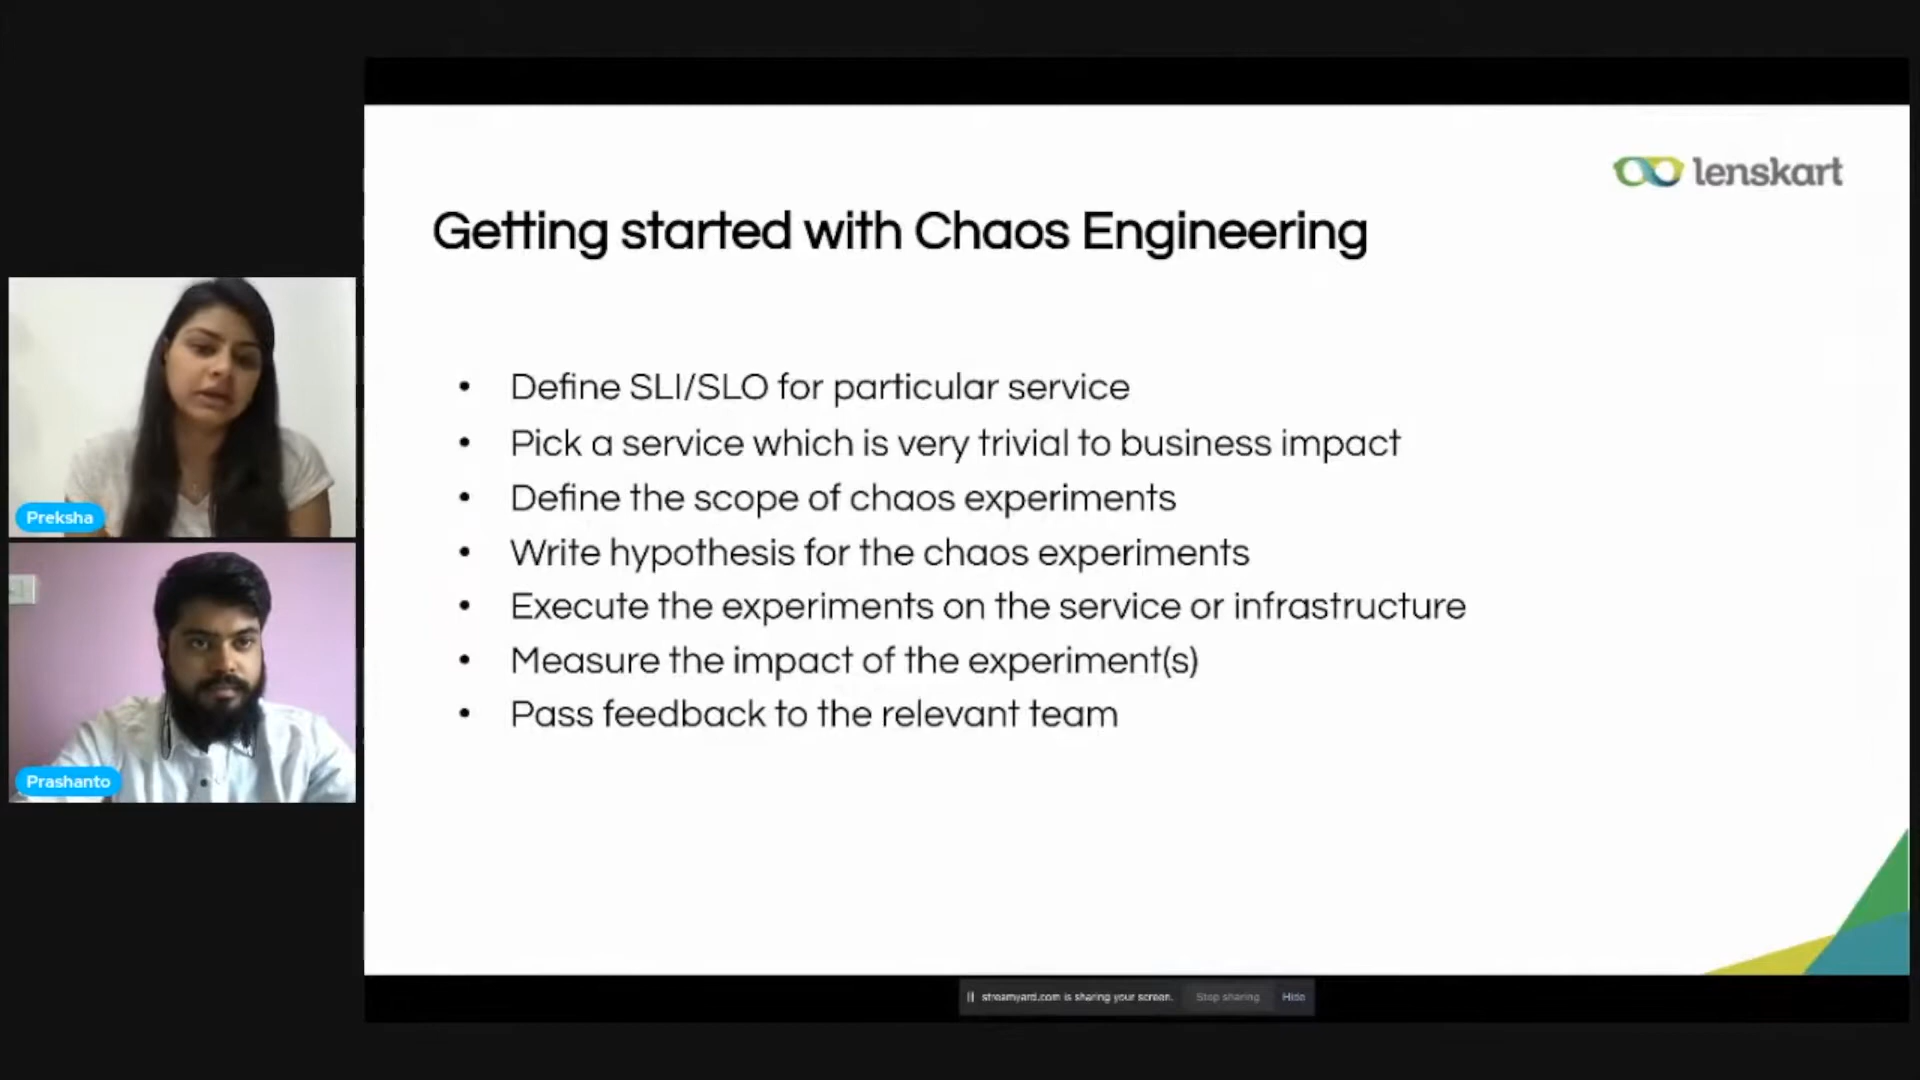 lenskart
Getting started with Chaos Engineering
• Define SLI/SLO for particular service
• Pick a service which is very trivial to business impact
• Define the scope of chaos experiments
• Write hypothesis for the chaos experiments
• Execute the experiments on the service or infrastructure
• Measure the impact of the experiment(s)
• Pass feedback to the relevant team
Preksha
Prashanto
streamyard.com is sharing your screen. Stop sharing Hide